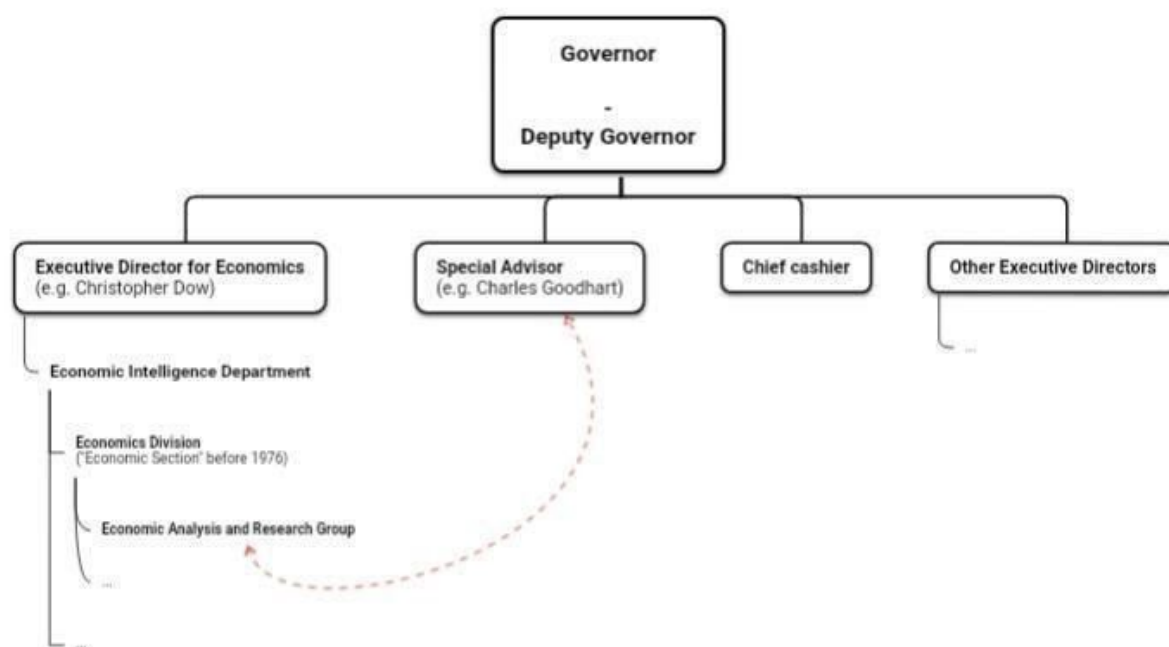 Governor
-
Deputy Governor
Executive Director for Economics
(e.g. Christopher Dow)
Special Advisor
(e.g. Charles Goodhart)
Chief cashier
Other Executive Directors
...
Economic Intelligence Department
Economics Division
("Economic Section" before 1976)
Economic Analysis and Research Group
...
...